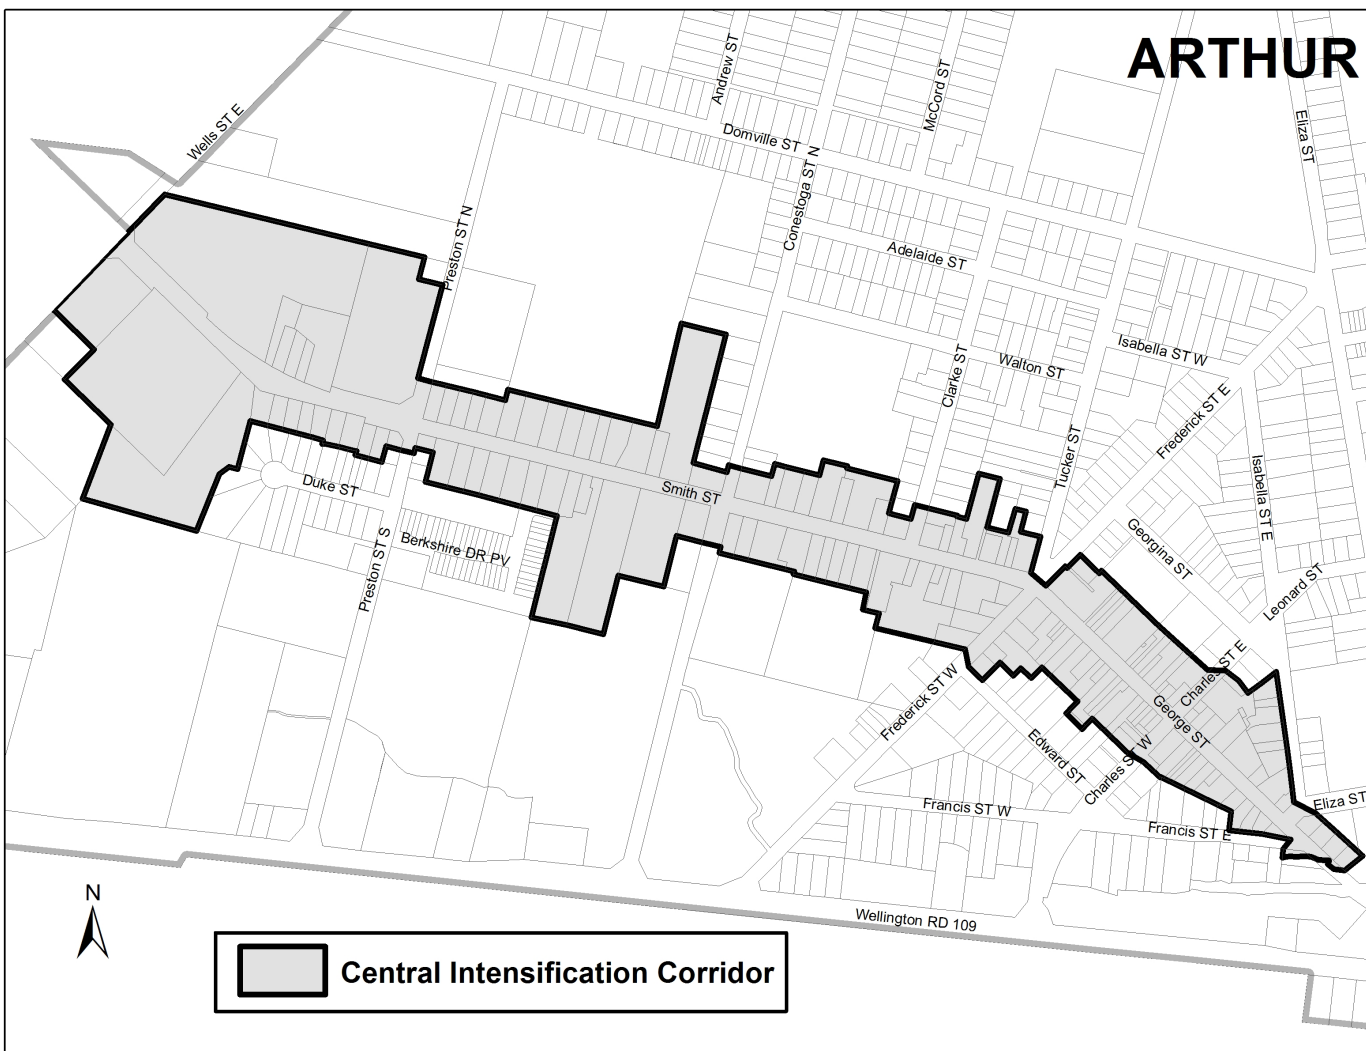 ARTHUR
Andrew ST
McCord ST
Wells ST E
Eliza ST
Domville ST
Conestoga ST N
Preston ST N
Adelaide ST
Isabella ST W
Walton ST
Clarke ST
Frederick ST E
Tucker ST
Isabella ST E
Smith ST
Duke ST
Georgina ST
Berkshire DR PV
Preston ST S
Leonard ST
Charles ST E
Frederick ST W
George ST
Edward ST
Charles ST W
Francis ST W
Eliza ST
Francis ST E
N
Wellington RD 109
Central Intensification Corridor